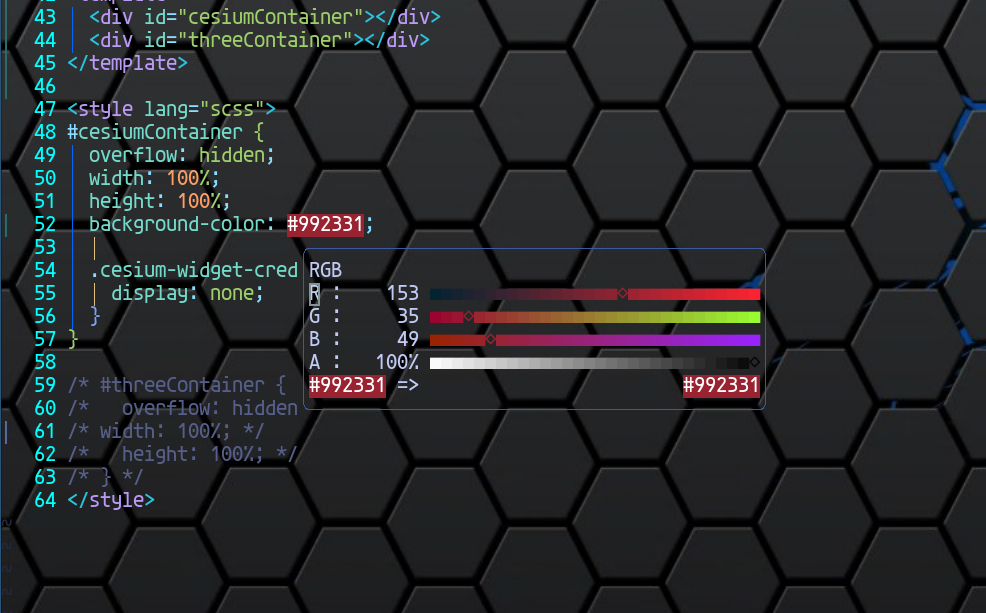 43 <div id="cesiumContainer"></div>
44 <div id="threeContainer"></div>
45 </template>
46
47 <style lang="scss">
48 #cesiumContainer {
49 overflow: hidden;
50 width: 100%;
51 height: 100%;
52 background-color: #992331;
53
54 .cesium-widget-cred
55 display: none;
56 }
57 }
58
59 /* #threeContainer {
60 /* overflow: hidden
61 /* width: 100%; */
62 /* height: 100%; */
63 /* } */
64 </style>
RGB
R : 153
G : 35
B : 49
A : 100%
#992331 => #992331